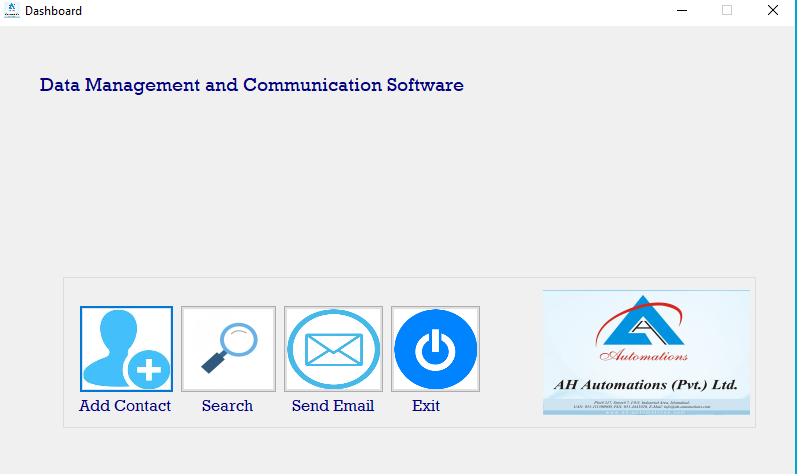 Dashboard
Data Management and Communication Software
Automations
AH Automations (Pvt.) Ltd.
Add Contact Search Send Email Exit